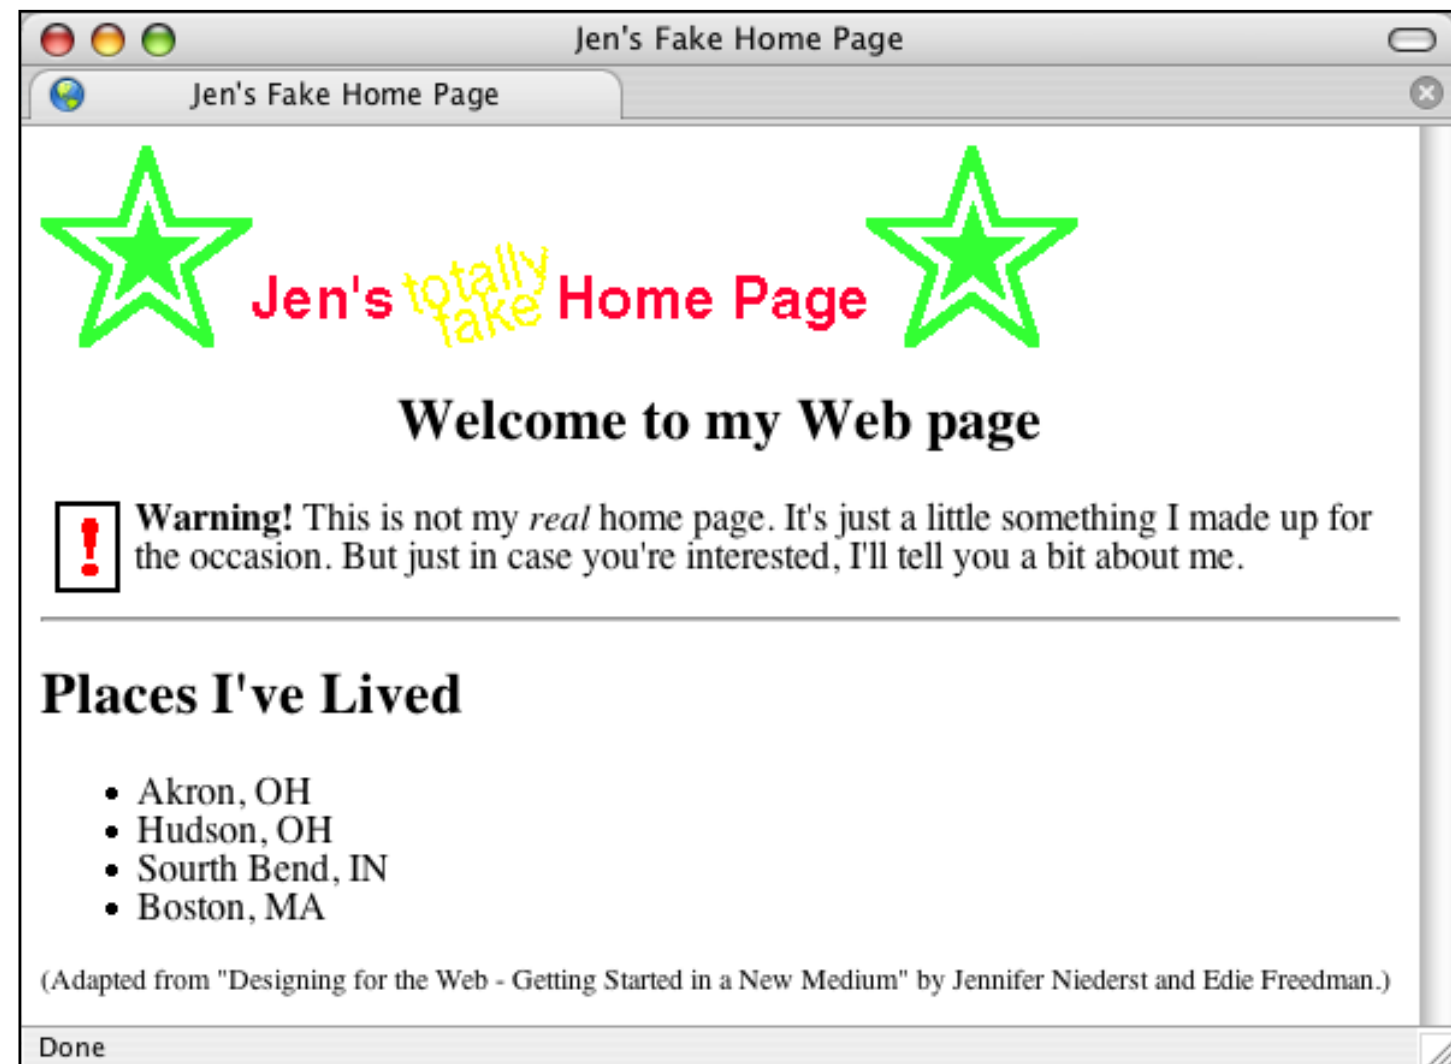 Jen's Fake Home Page
Jen's Fake Home Page
Jen's totally fake Home Page
Welcome to my Web page
! Warning! This is not my real home page. It's just a little something I made up for
the occasion. But just in case you're interested, I'll tell you a bit about me.
Places I've Lived
• Akron, OH
• Hudson, OH
• Sourth Bend, IN
• Boston, MA
(Adapted from "Designing for the Web - Getting Started in a New Medium" by Jennifer Niederst and Edie Freedman.)
Done